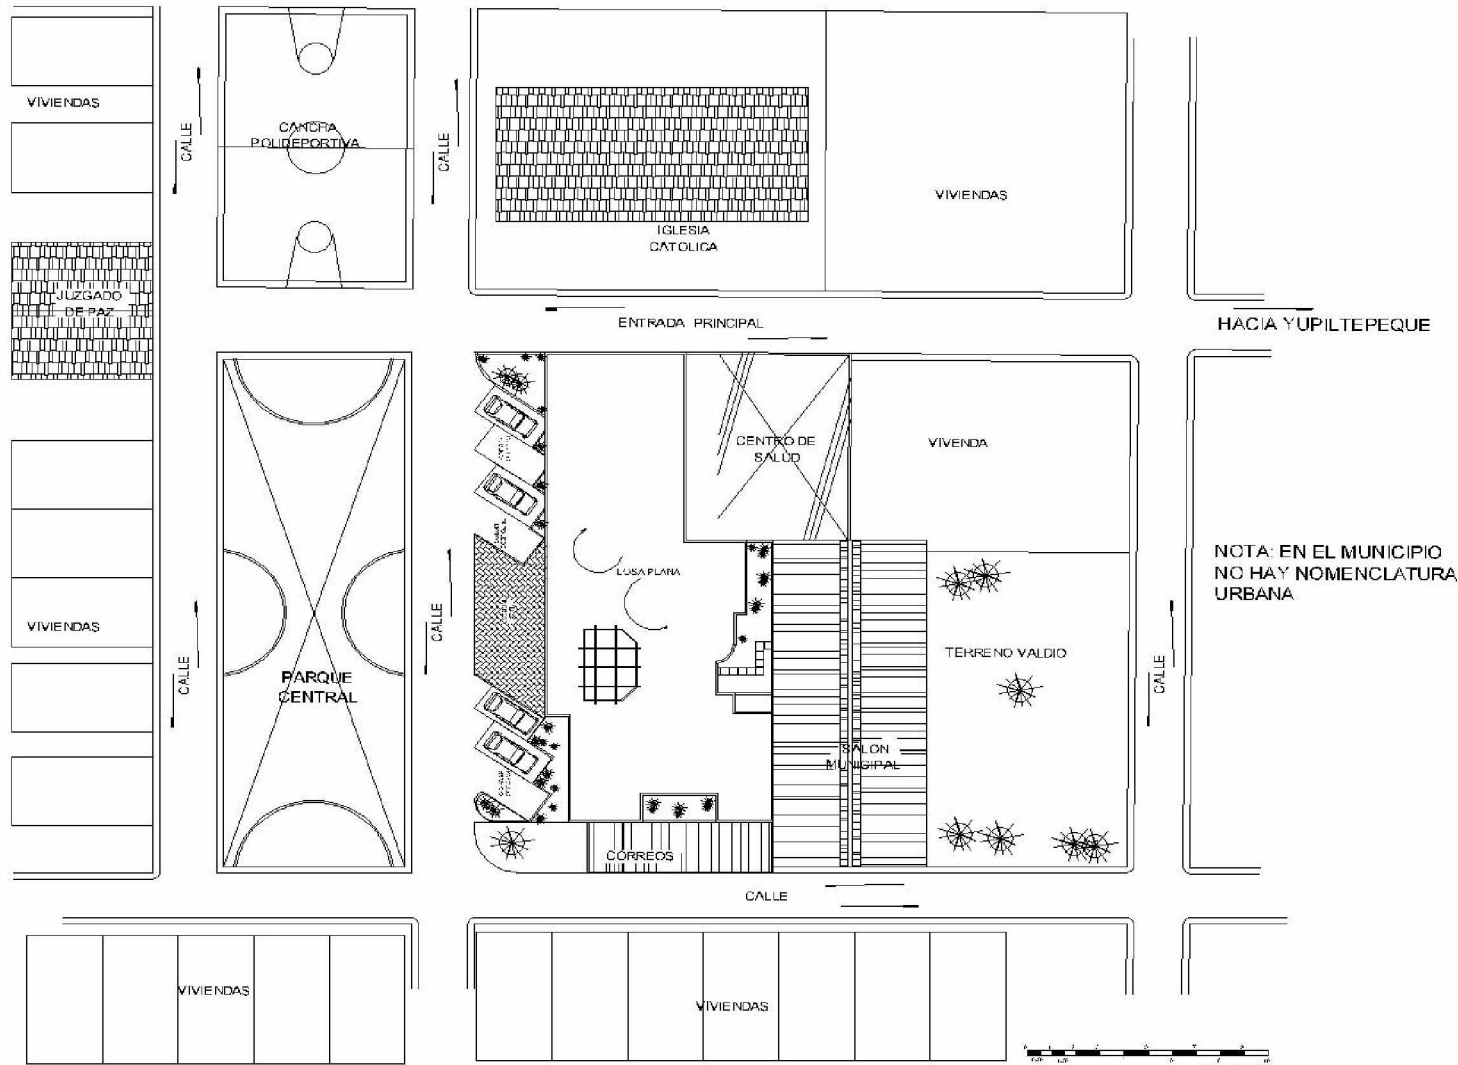 VIVIENDAS
CALLE
CANCHA
POLIDEPORTIVA
CALLE
IGLESIA
CATOLICA
VIVIENDAS
JUZGADO
DE PAZ
ENTRADA PRINCIPAL
HACIA YUPILTEPEQUE
CENTRO DE
SALUD
VIVENDA
LOSA PLANA
NOTA: EN EL MUNICIPIO
NO HAY NOMENCLATURA
URBANA
VIVIENDAS
CALLE
PARQUE
CENTRAL
CALLE
TERRENO VALDIO
CALLE
SALON
MUNICIPAL
CORREOS
CALLE
VIVIENDAS
VIVIENDAS